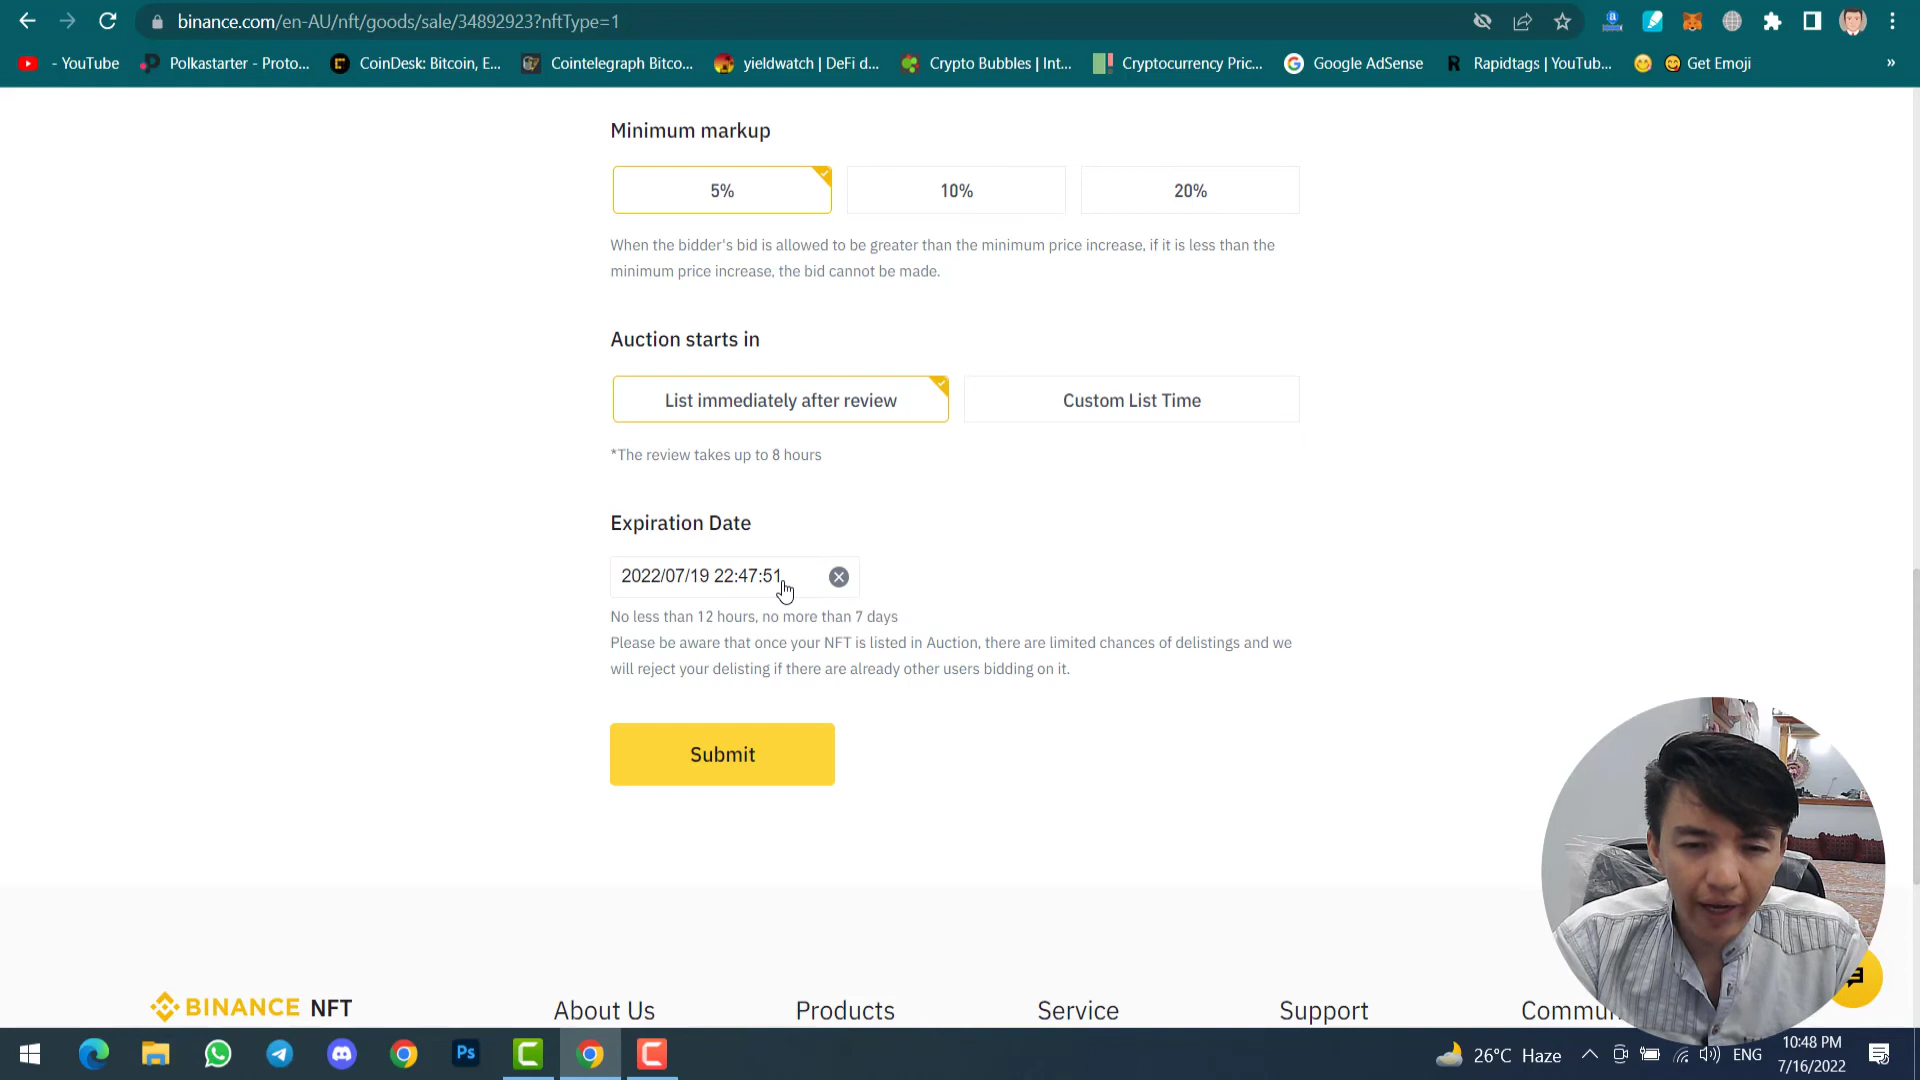 binance.com/en-AU/nft/goods/sale/34892923?nftType=1
- YouTube
Polkastarter - Proto...
CoinDesk: Bitcoin, E...
Cointelegraph Bitco...
yieldwatch | DeFi d...
Crypto Bubbles | Int...
Cryptocurrency Pric...
Google AdSense
Rapidtags | YouTub...
Get Emoji
»
Minimum markup
5%
10%
20%
When the bidder's bid is allowed to be greater than the minimum price increase, if it is less than the
minimum price increase, the bid cannot be made.
Auction starts in
List immediately after review
Custom List Time
*The review takes up to 8 hours
Expiration Date
2022/07/19 22:47:51
No less than 12 hours, no more than 7 days
Please be aware that once your NFT is listed in Auction, there are limited chances of delistings and we
will reject your delisting if there are already other users bidding on it.
Submit
BINANCE NFT
About Us
Products
Service
Support
Commun
Ps
26°C Haze
ENG
10:48 PM
7/16/2022